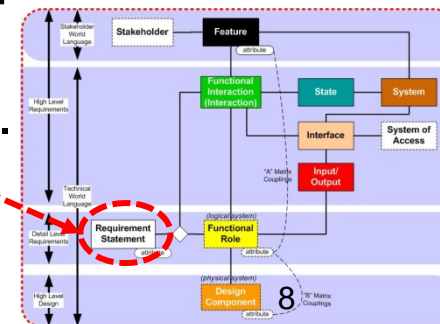 Stakeholder
World
Language
Stakeholder
Feature
attribute
High Level
Requirements
Functional
Interaction
(Interaction)
State
System
Interface
System of
Access
Technical
World
Language
"A" Matrix
Couplings
Input/
Output
(logical system)
Detail Level
Requirements
Requirement
Statement
attribute
Functional
Role
attribute
(physical system)
High Level
Design
Design
Component
attribute
8
"B" Matrix
Couplings